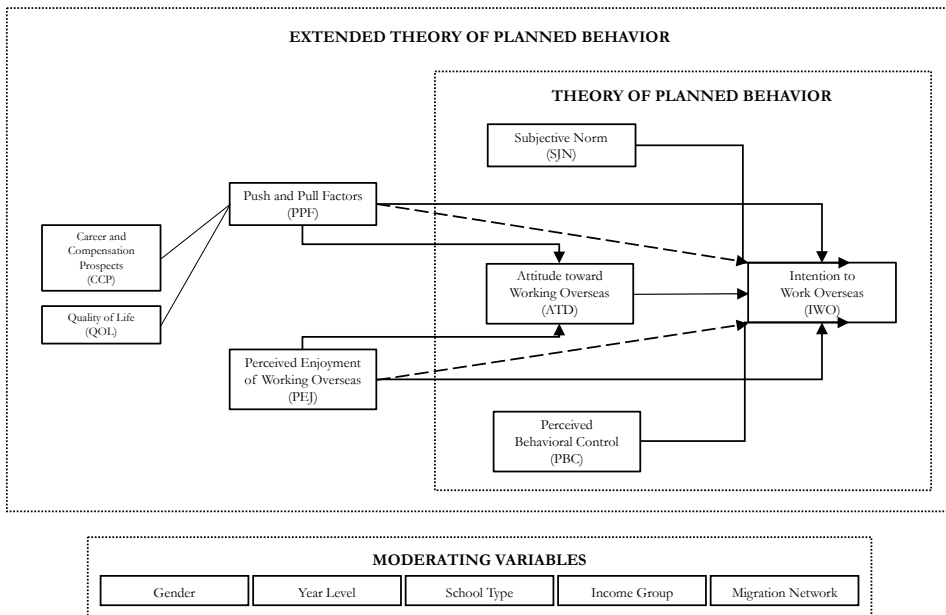 EXTENDED THEORY OF PLANNED BEHAVIOR
THEORY OF PLANNED BEHAVIOR
Subjective Norm
(SJN)
Push and Pull Factors
(PPF)
Career and
Compensation
Prospects
(CCP)
Quality of Life
(QOL)
Attitude toward
Working Overseas
(ATD)
Intention to
Work Overseas
(IWO)
Perceived Enjoyment
of Working Overseas
(PEJ)
Perceived
Behavioral Control
(PBC)
MODERATING VARIABLES
Gender
Year Level
School Type
Income Group
Migration Network